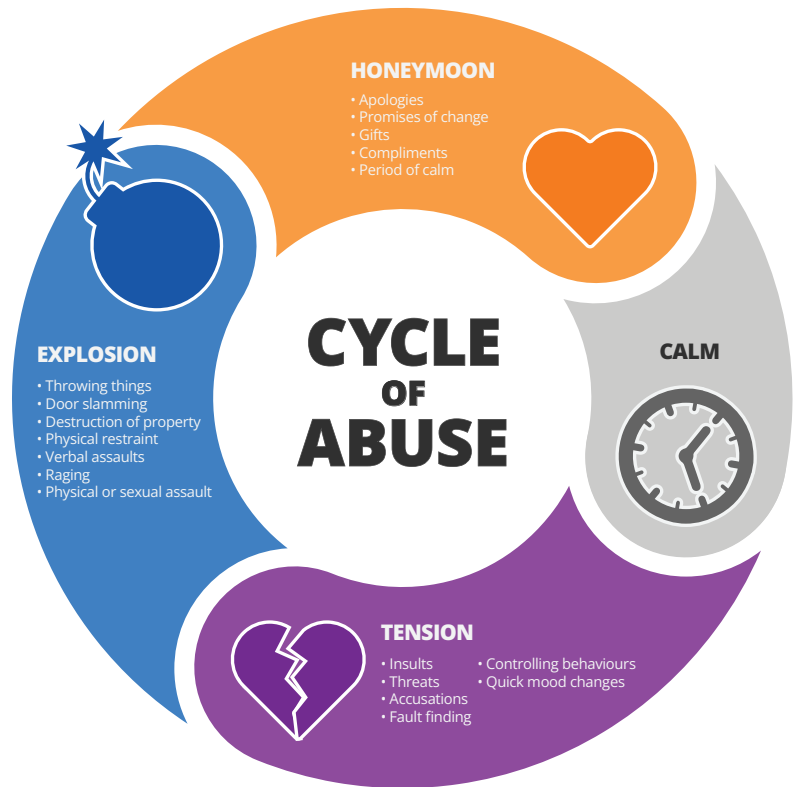 HONEYMOON
• Apologies
• Promises of change
• Gifts
• Compliments
• Period of calm
CALM
CYCLE
OF
ABUSE
EXPLOSION
• Throwing things
• Door slamming
• Destruction of property
• Physical restraint
• Verbal assaults
• Raging
• Physical or sexual assault
TENSION
• Insults
• Threats
• Accusations
• Fault finding
• Controlling behaviours
• Quick mood changes